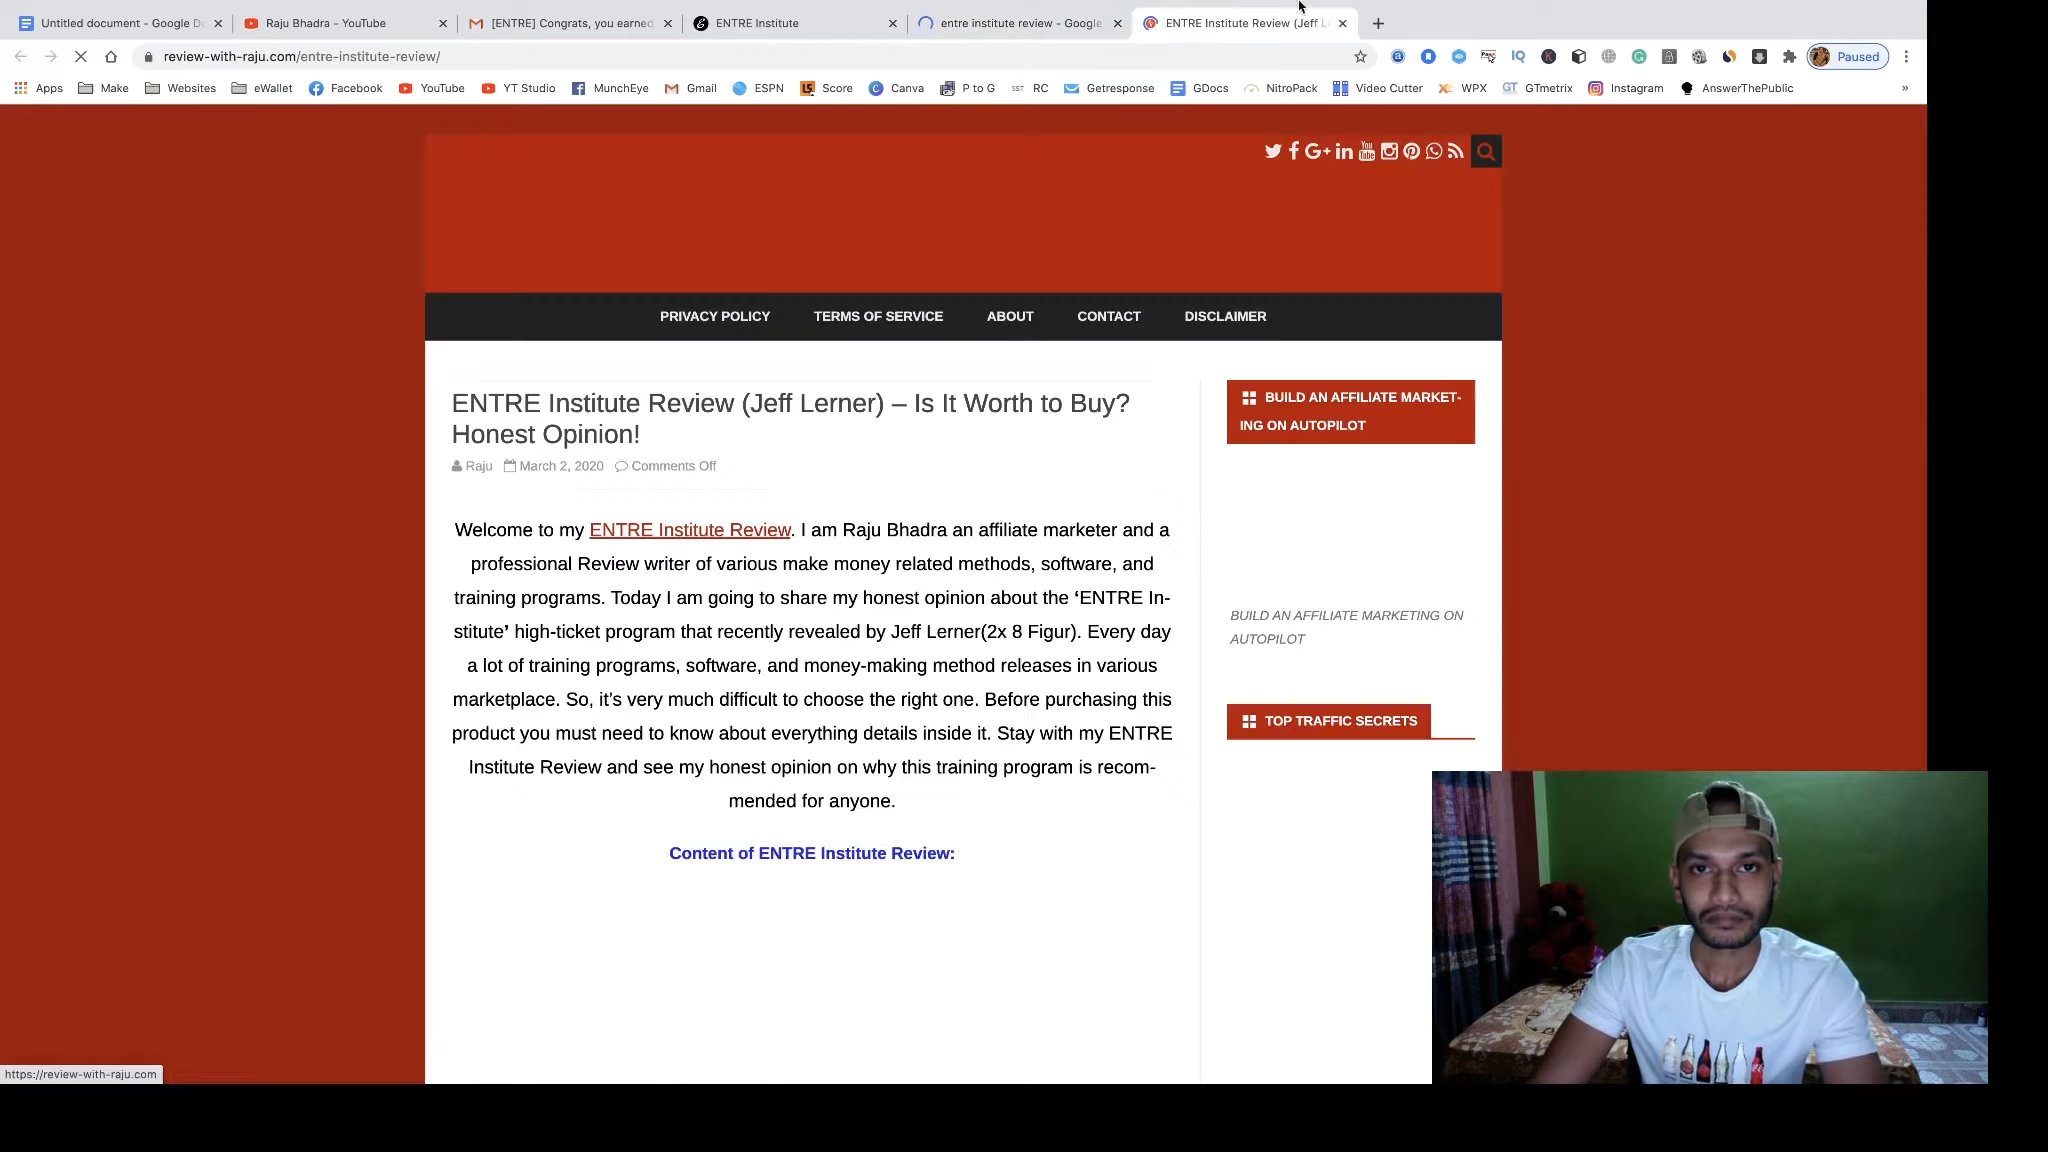 Untitled document - Google D
Raju Bhadra - YouTube
[ENTRE] Congrats, you earned
ENTRE Institute
entre institute review - Google
ENTRE Institute Review (Jeff L
review-with-raju.com/entre-institute-review/
Paused
Apps
Make
Websites
eWallet
Facebook
YouTube
YT Studio
MunchEye
Gmail
ESPN
Score
Canva
P to G
SST RC
Getresponse
GDocs
NitroPack
Video Cutter
WPX
GT GTmetrix
Instagram
AnswerThePublic
»
PRIVACY POLICY
TERMS OF SERVICE
ABOUT
CONTACT
DISCLAIMER
ENTRE Institute Review (Jeff Lerner) – Is It Worth to Buy?
Honest Opinion!
Raju
March 2, 2020
Comments Off
Welcome to my ENTRE Institute Review. I am Raju Bhadra an affiliate marketer and a
professional Review writer of various make money related methods, software, and
training programs. Today I am going to share my honest opinion about the ‘ENTRE In-
stitute’ high-ticket program that recently revealed by Jeff Lerner(2x 8 Figur). Every day
a lot of training programs, software, and money-making method releases in various
marketplace. So, it’s very much difficult to choose the right one. Before purchasing this
product you must need to know about everything details inside it. Stay with my ENTRE
Institute Review and see my honest opinion on why this training program is recom-
mended for anyone.
Content of ENTRE Institute Review:
BUILD AN AFFILIATE MARKET-
ING ON AUTOPILOT
BUILD AN AFFILIATE MARKETING ON
AUTOPILOT
TOP TRAFFIC SECRETS
https://review-with-raju.com